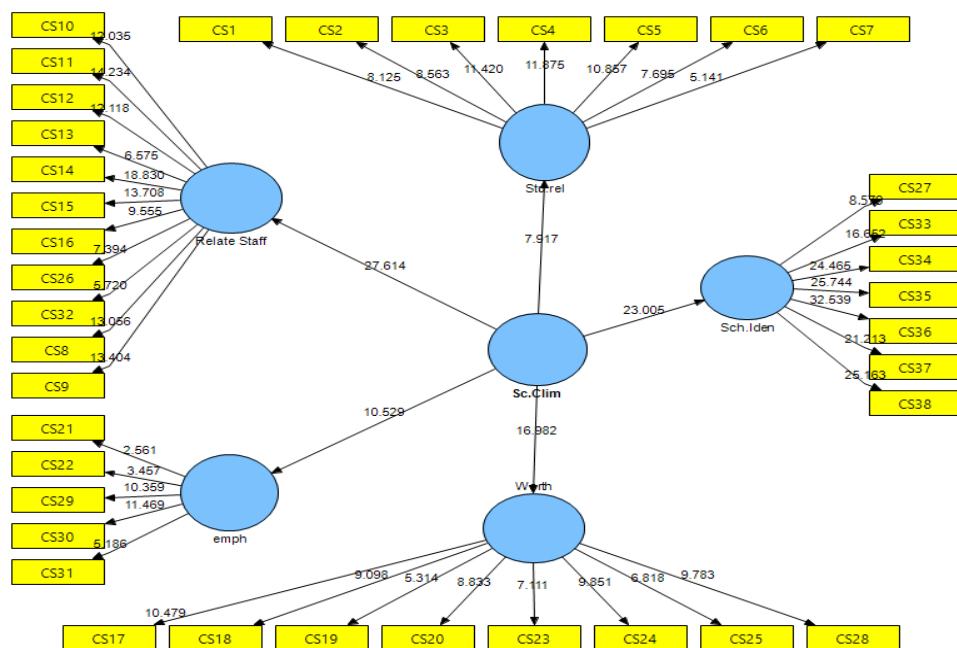 CS10
CS11
CS12
CS13
CS14
CS15
CS16
CS26
CS32
CS8
CS9
12.035
14.234
12.118
6.575
18.830
13.708
9.555
7.394
5.720
13.056
13.404
Relate Staff
CS1 CS2 CS3 CS4 CS5 CS6 CS7
8.125 8.563 11.420 11.875 10.857 7.695 5.141
7.917
27.614
CS27
CS33
CS34
CS35
CS36
CS37
CS38
8.579
16.652
24.465
25.744
32.539
21.213
25.163
Sch.Iden
23.005
Sc.Clim
10.529
16.982
CS21
CS22
CS29
CS30
CS31
2.561
3.457
10.359
11.469
5.186
emph
Worth
10.479 9.098 5.314 8.833 7.111 9.851 6.818 9.783
CS17 CS18 CS19 CS20 CS23 CS24 CS25 CS28